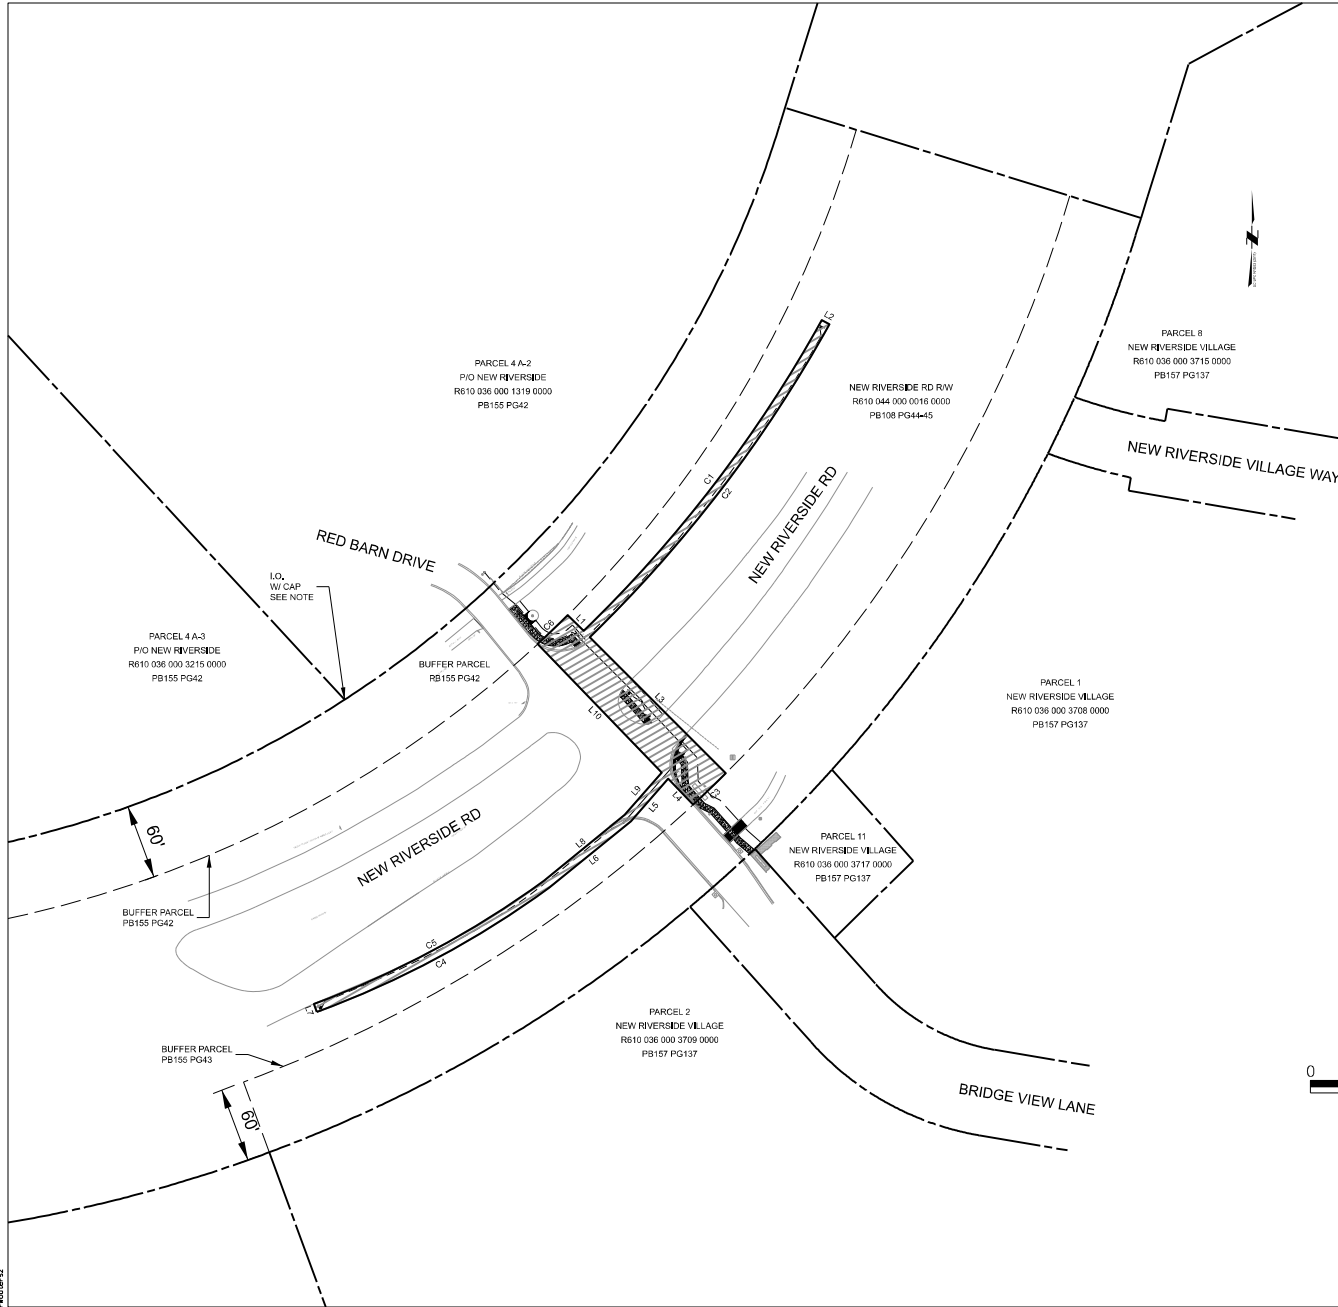 L2
PARCEL 8
NEW RIVERSIDE VILLAGE
R610 036 000 3715 0000
PB157 PG137
PARCEL 4 A-2
P/O NEW RIVERSIDE
R610 036 000 1319 0000
PB155 PG42
NEW RIVERSIDE RD R/W
R610 044 000 0016 0000
PB108 PG44-45
NEW RIVERSIDE VILLAGE WAY
C1
C2
NEW RIVERSIDE RD
RED BARN DRIVE
I.O.
W/ CAP
SEE NOTE
L1
C6
PARCEL 4 A-3
P/O NEW RIVERSIDE
R610 036 000 3215 0000
PB155 PG42
BUFFER PARCEL
PB155 PG42
L3
L10
PARCEL 1
NEW RIVERSIDE VILLAGE
R610 036 000 3708 0000
PB157 PG137
L9
L5
L4
C3
60'
NEW RIVERSIDE RD
L8
L6
PARCEL 11
NEW RIVERSIDE VILLAGE
R610 036 000 3717 0000
PB157 PG137
BUFFER PARCEL
PB155 PG42
C5
C4
L7
PARCEL 2
NEW RIVERSIDE VILLAGE
R610 036 000 3709 0000
PB157 PG137
BUFFER PARCEL
PB155 PG43
60'
BRIDGE VIEW LANE
0